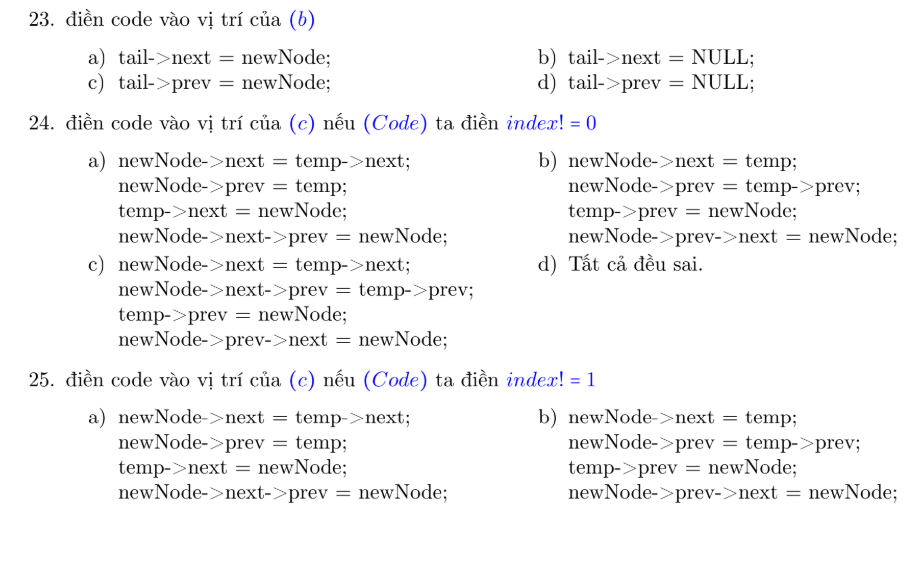 23. điền code vào vị trí của (b)
a) tail->next = newNode; b) tail->next = NULL;
c) tail->prev = newNode; d) tail->prev = NULL;
24. điền code vào vị trí của (c) nếu (Code) ta điền index! = 0
a) newNode->next = temp->next; b) newNode->next = temp;
newNode->prev = temp; newNode->prev = temp->prev;
temp->next = newNode; temp->prev = newNode;
newNode->next->prev = newNode; newNode->prev->next = newNode;
c) newNode->next = temp->next; d) Tất cả đều sai.
newNode->next->prev = temp->prev;
temp->prev = newNode;
newNode->prev->next = newNode;
25. điền code vào vị trí của (c) nếu (Code) ta điền index! = 1
a) newNode->next = temp->next; b) newNode->next = temp;
newNode->prev = temp; newNode->prev = temp->prev;
temp->next = newNode; temp->prev = newNode;
newNode->next->prev = newNode; newNode->prev->next = newNode;